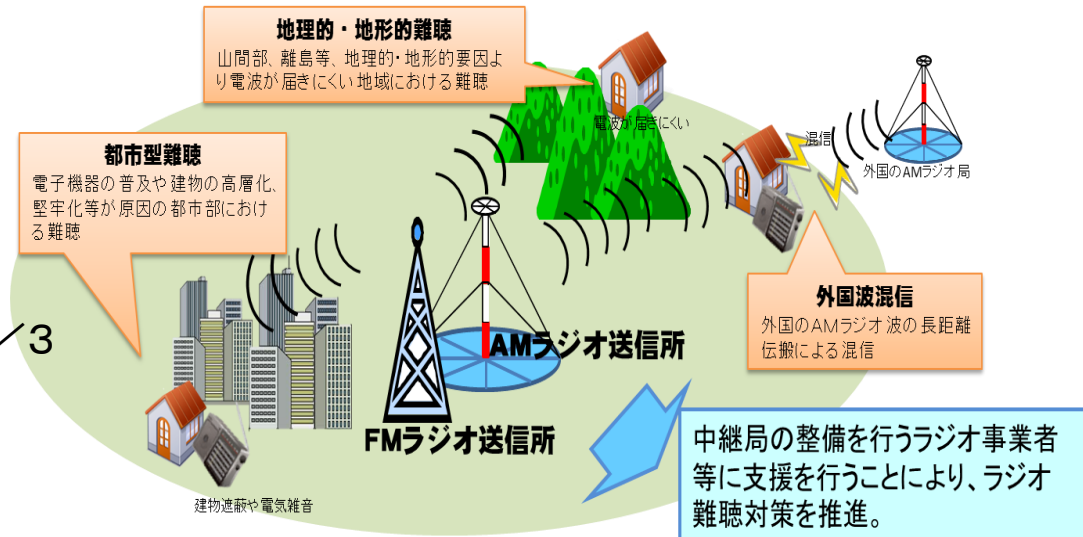 地理的・地形的難聴
山間部、離島等、地理的・地形的要因よ
り電波が届きにくい地域における難聴
電波が届きにくい
混信
外国のAMラジオ局
都市型難聴
電子機器の普及や建物の高層化、
堅牢化等が原因の都市部におけ
る難聴
外国波混信
外国のAMラジオ波の長距離
伝搬による混信
／3
AMラジオ送信所
FMラジオ送信所
建物遮蔽や電気雑音
中継局の整備を行うラジオ事業者
等に支援を行うことにより、ラジオ
難聴対策を推進。